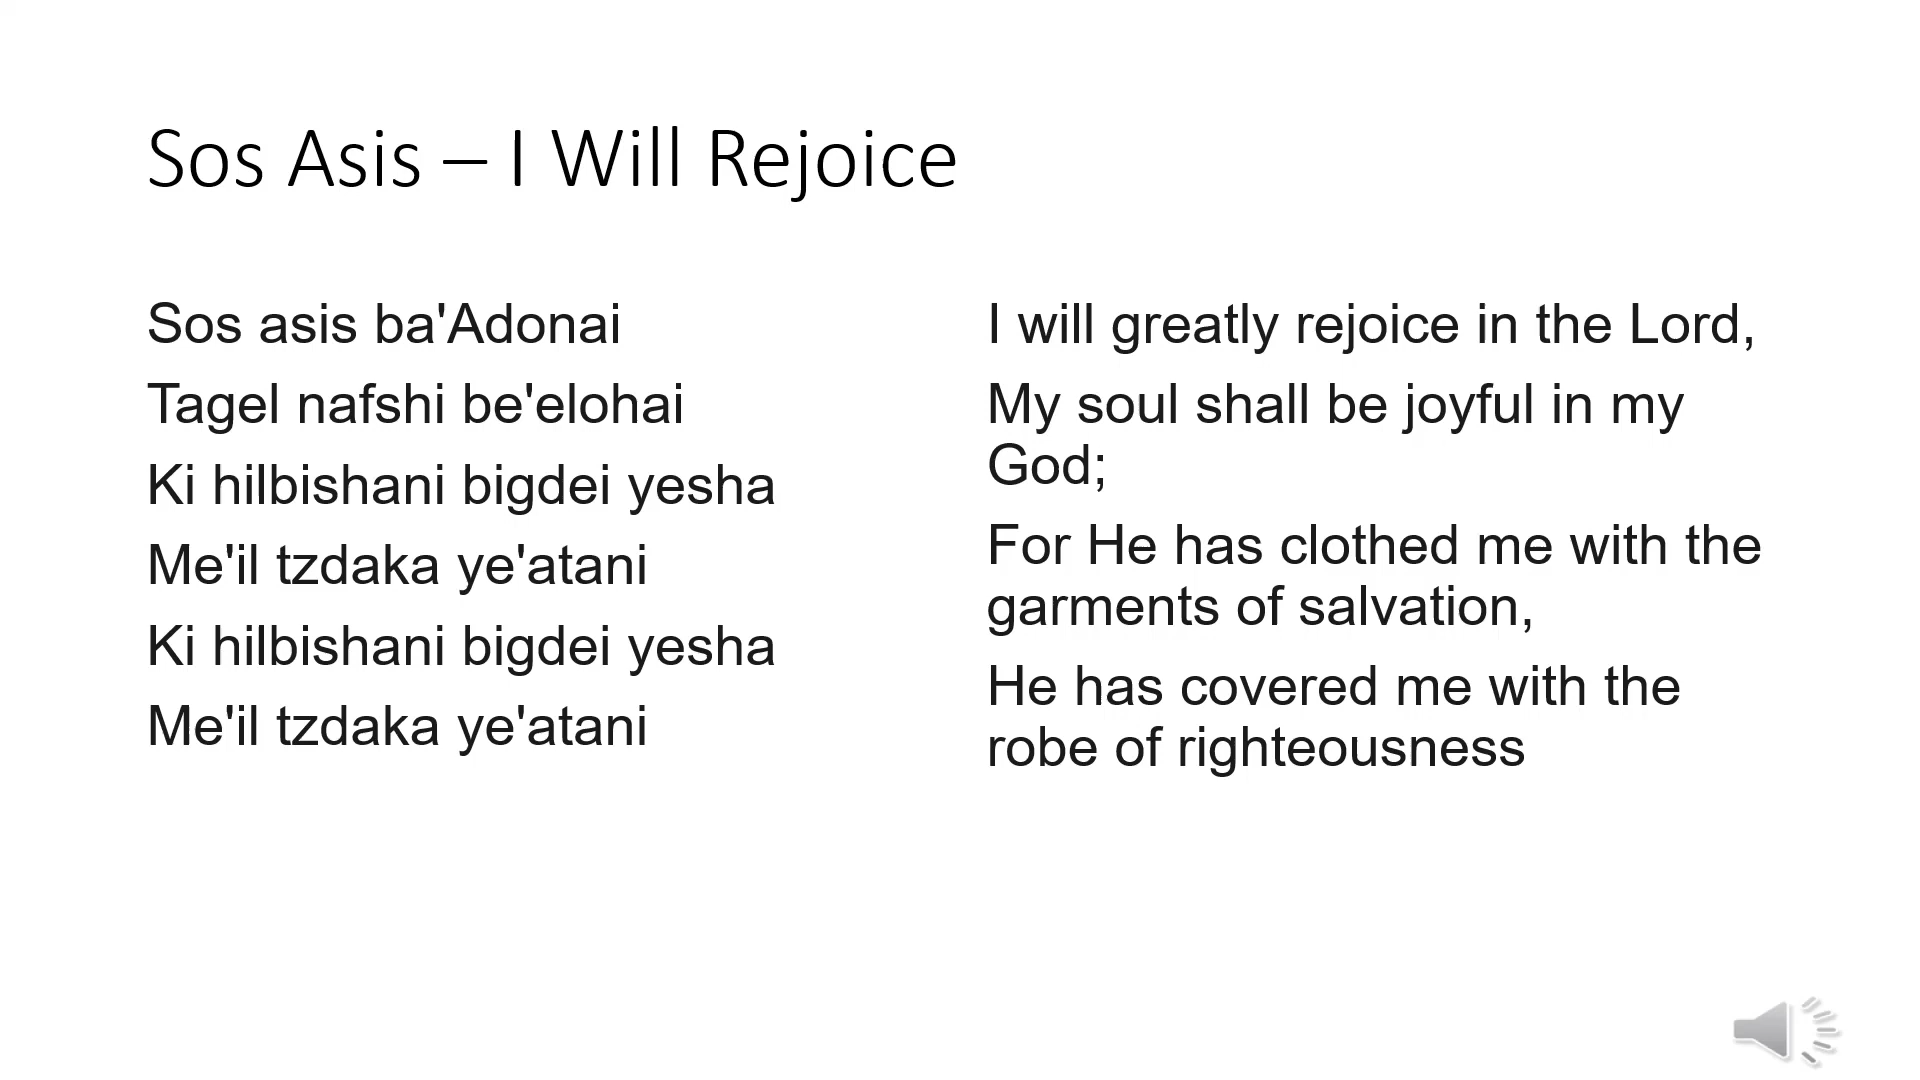 Sos Asis – I Will Rejoice
Sos asis ba'Adonai
Tagel nafshi be'elohai
Ki hilbishani bigdei yesha
Me'il tzdaka ye'atani
Ki hilbishani bigdei yesha
Me'il tzdaka ye'atani
I will greatly rejoice in the Lord,
My soul shall be joyful in my
God;
For He has clothed me with the
garments of salvation,
He has covered me with the
robe of righteousness